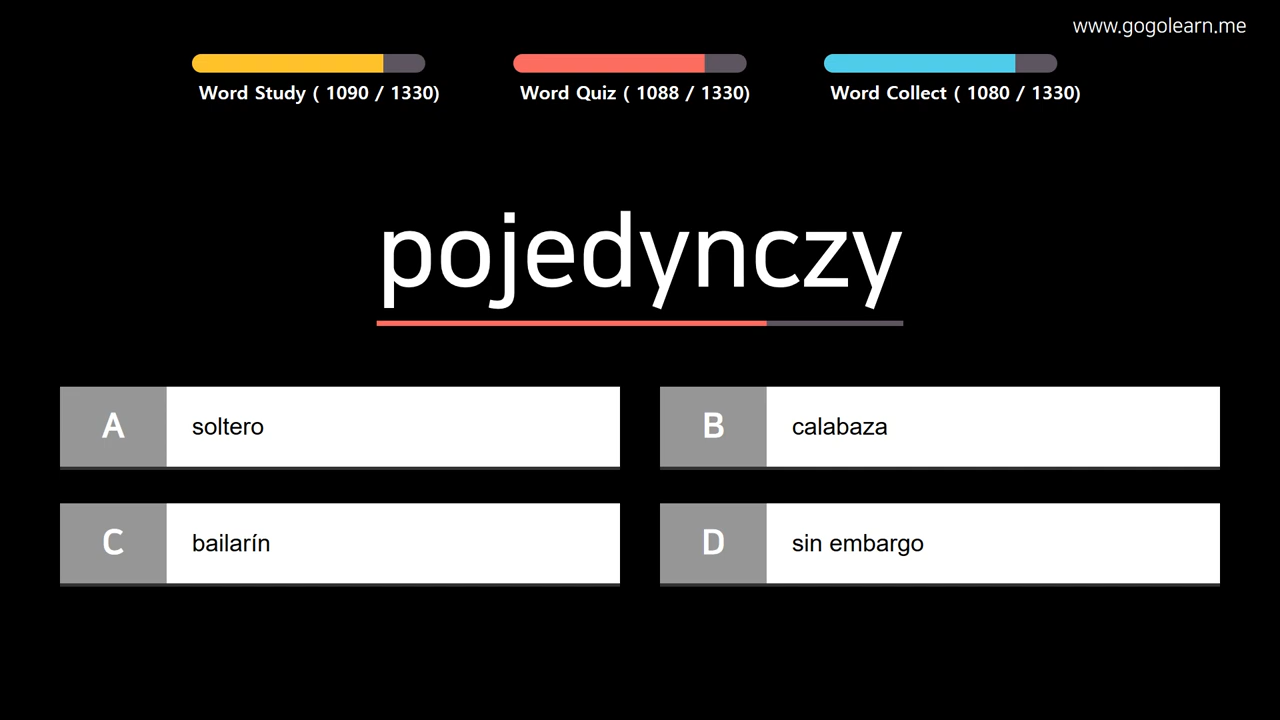 www.gogolearn.me
Word Study ( 1090 / 1330)
Word Quiz ( 1088 / 1330)
Word Collect ( 1080 / 1330)
pojedynczy
A soltero
B calabaza
C bailarín
D sin embargo